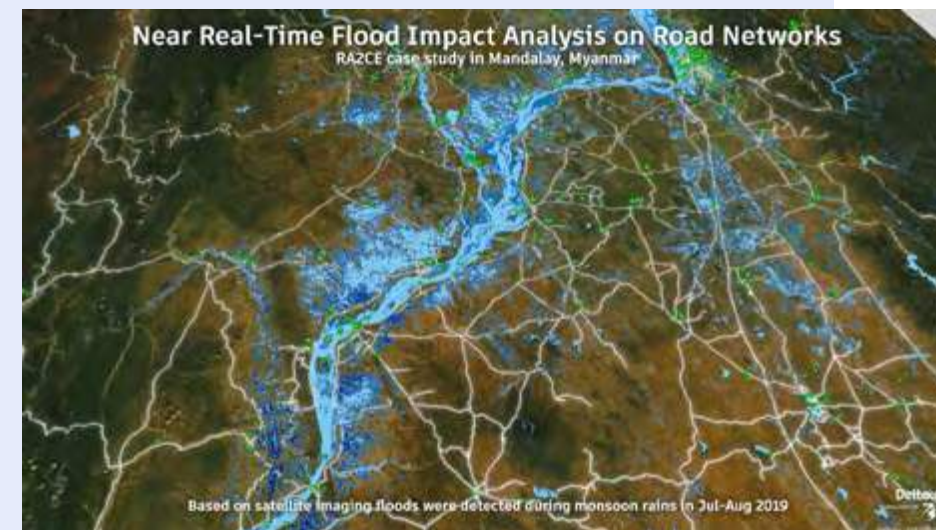 Near Real-Time Flood Impact Analysis on Road Networks
RA2CE case study in Mandalay, Myanmar
Based on satellite imaging floods were detected during monsoon rains in Jul-Aug 2019